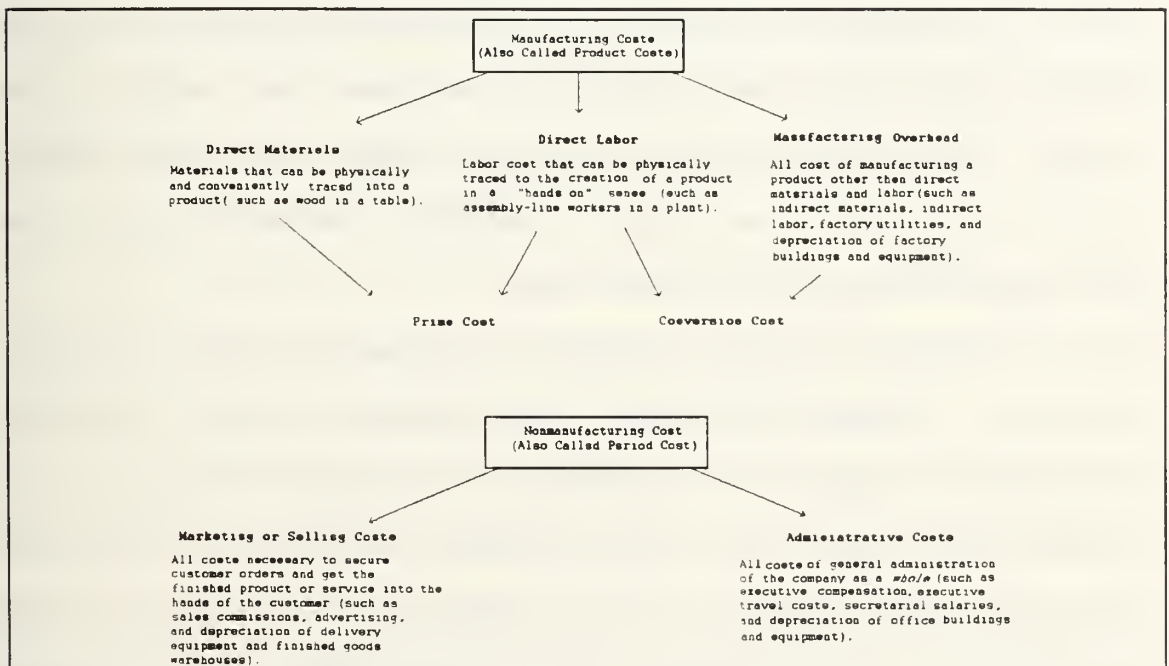 Manufacturing Costs
(Also Called Product Costs)
Direct Materials
Materials that can be physically
and conveniently traced into a
product( such as wood in a table).
Direct Labor
Labor cost that can be physically
traced to the creation of a product
in a "hands on" sense (such as
assembly-line workers in a plant).
Manufacturing Overhead
All cost of manufacturing a
product other then direct
materials and labor(such as
indirect materials, indirect
labor, factory utilities, and
depreciation of factory
buildings and equipment).
Prime Cost
Conversion Cost
Nonmanufacturing Cost
(Also Called Period Cost)
Marketing or Selling Costs
All costs necessary to secure
customer orders and get the
finished product or service into the
hands of the customer (such as
sales commissions, advertising,
and depreciation of delivery
equipment and finished goods
warehouses).
Administrative Costs
All costs of general administration
of the company as a whole (such as
executive compensation, executive
travel costs, secretarial salaries,
and depreciation of office buildings
and equipment).